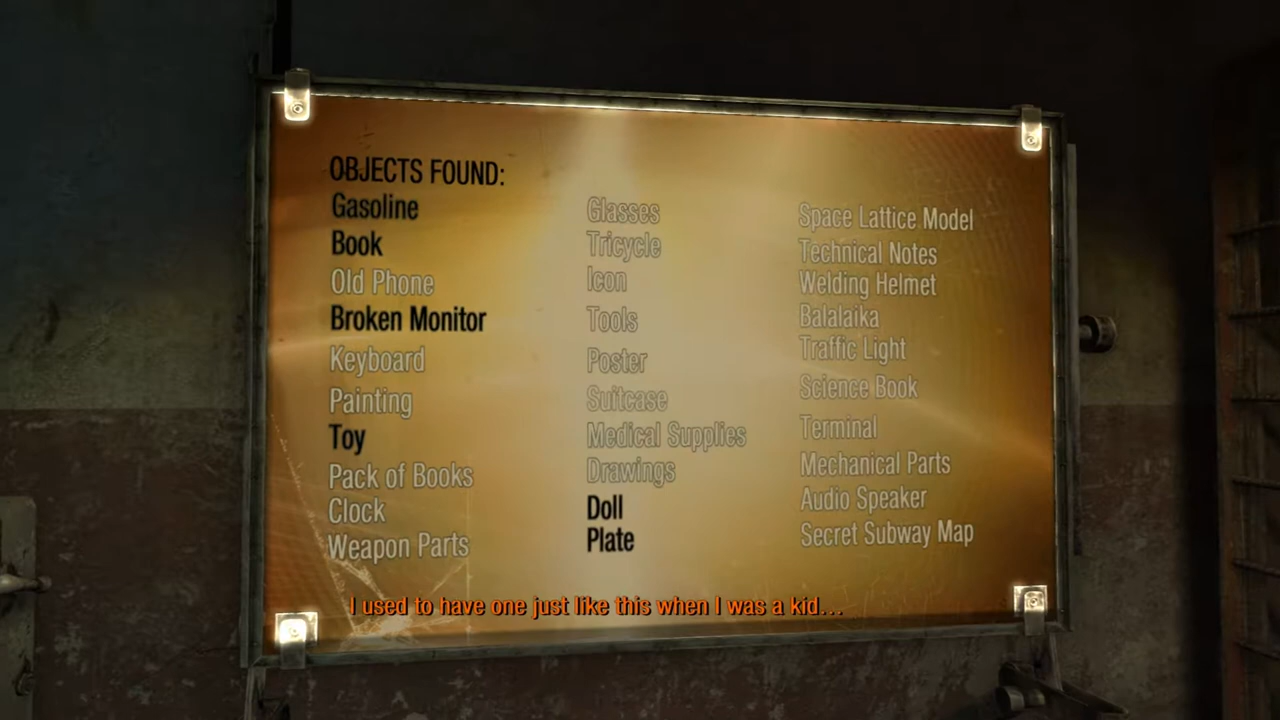 OBJECTS FOUND:
Gasoline
Book
Old Phone
Broken Monitor
Keyboard
Painting
Toy
Pack of Books
Clock
Weapon Parts
Glasses
Tricycle
Icon
Tools
Poster
Suitcase
Medical Supplies
Drawings
Doll
Plate
Space Lattice Model
Technical Notes
Welding Helmet
Balalaika
Traffic Light
Science Book
Terminal
Mechanical Parts
Audio Speaker
Secret Subway Map
I used to have one just like this when I was a kid...